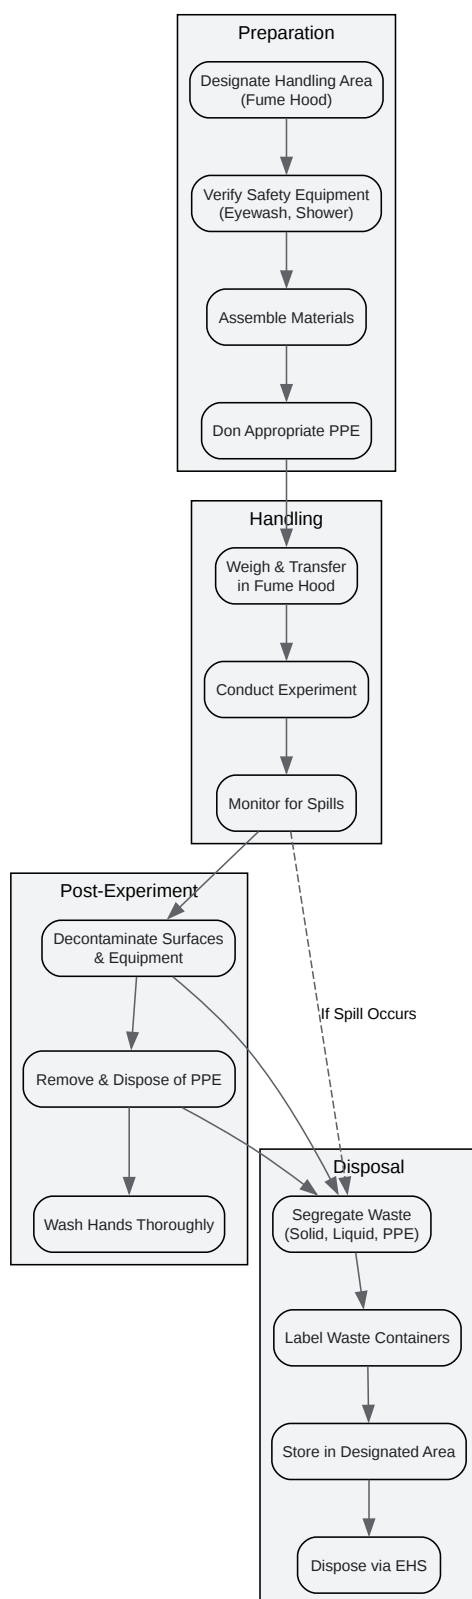 Preparation
Designate Handling Area
(Fume Hood)
Verify Safety Equipment
(Eyewash, Shower)
Assemble Materials
Don Appropriate PPE
Handling
Weigh & Transfer
in Fume Hood
Conduct Experiment
Monitor for Spills
Post-Experiment
Decontaminate Surfaces
& Equipment
If Spill Occurs
Remove & Dispose of PPE
Wash Hands Thoroughly
Disposal
Segregate Waste
(Solid, Liquid, PPE)
Label Waste Containers
Store in Designated Area
Dispose via EHS